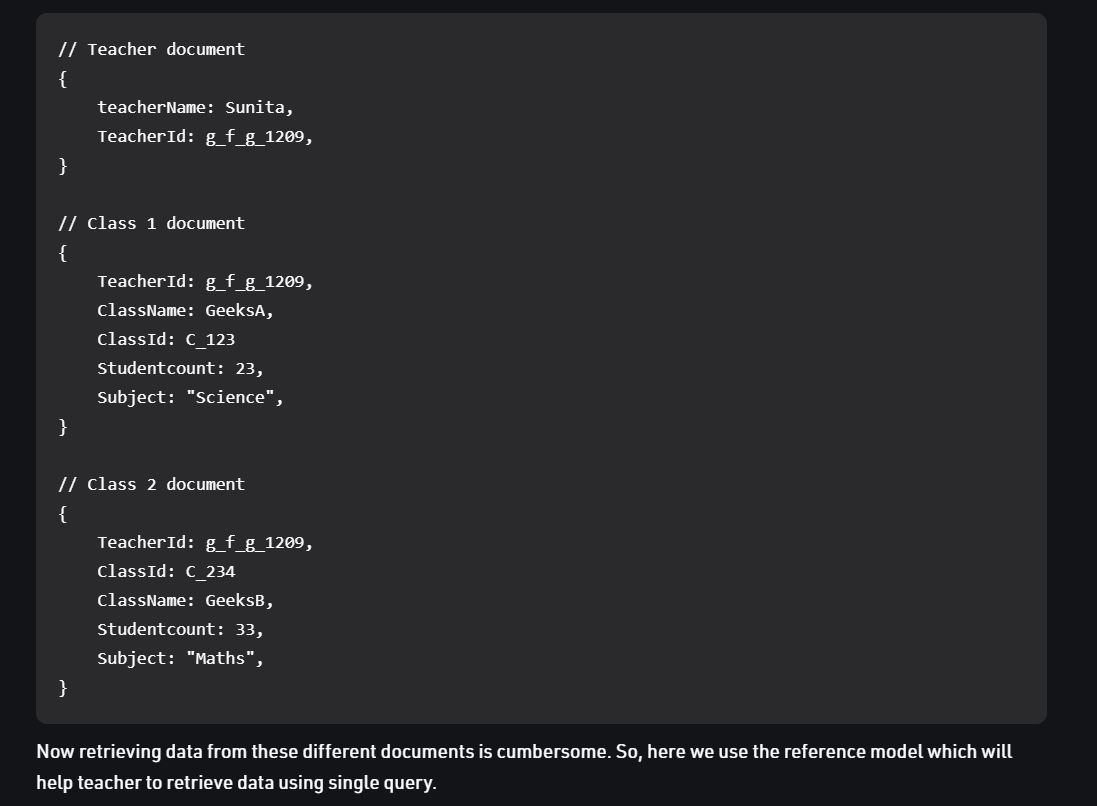 // Teacher document
{
    teacherName: Sunita,
    TeacherId: g_f_g_1209,
}
// Class 1 document
{
    TeacherId: g_f_g_1209,
    ClassName: GeeksA,
    ClassId: C_123
    Studentcount: 23,
    Subject: "Science",
}
// Class 2 document
{
    TeacherId: g_f_g_1209,
    ClassId: C_234
    ClassName: GeeksB,
    Studentcount: 33,
    Subject: "Maths",
}
Now retrieving data from these different documents is cumbersome. So, here we use the reference model which will
help teacher to retrieve data using single query.